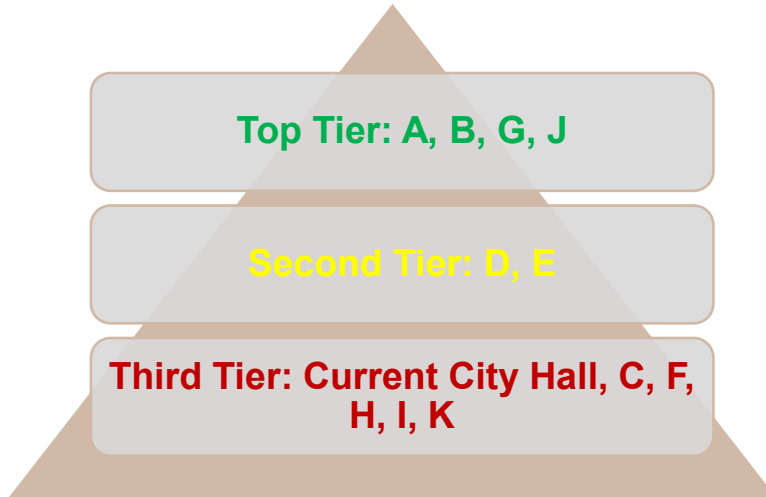 Top Tier: A, B, G, J
Second Tier: D, E
Third Tier: Current City Hall, C, F,
H, I, K